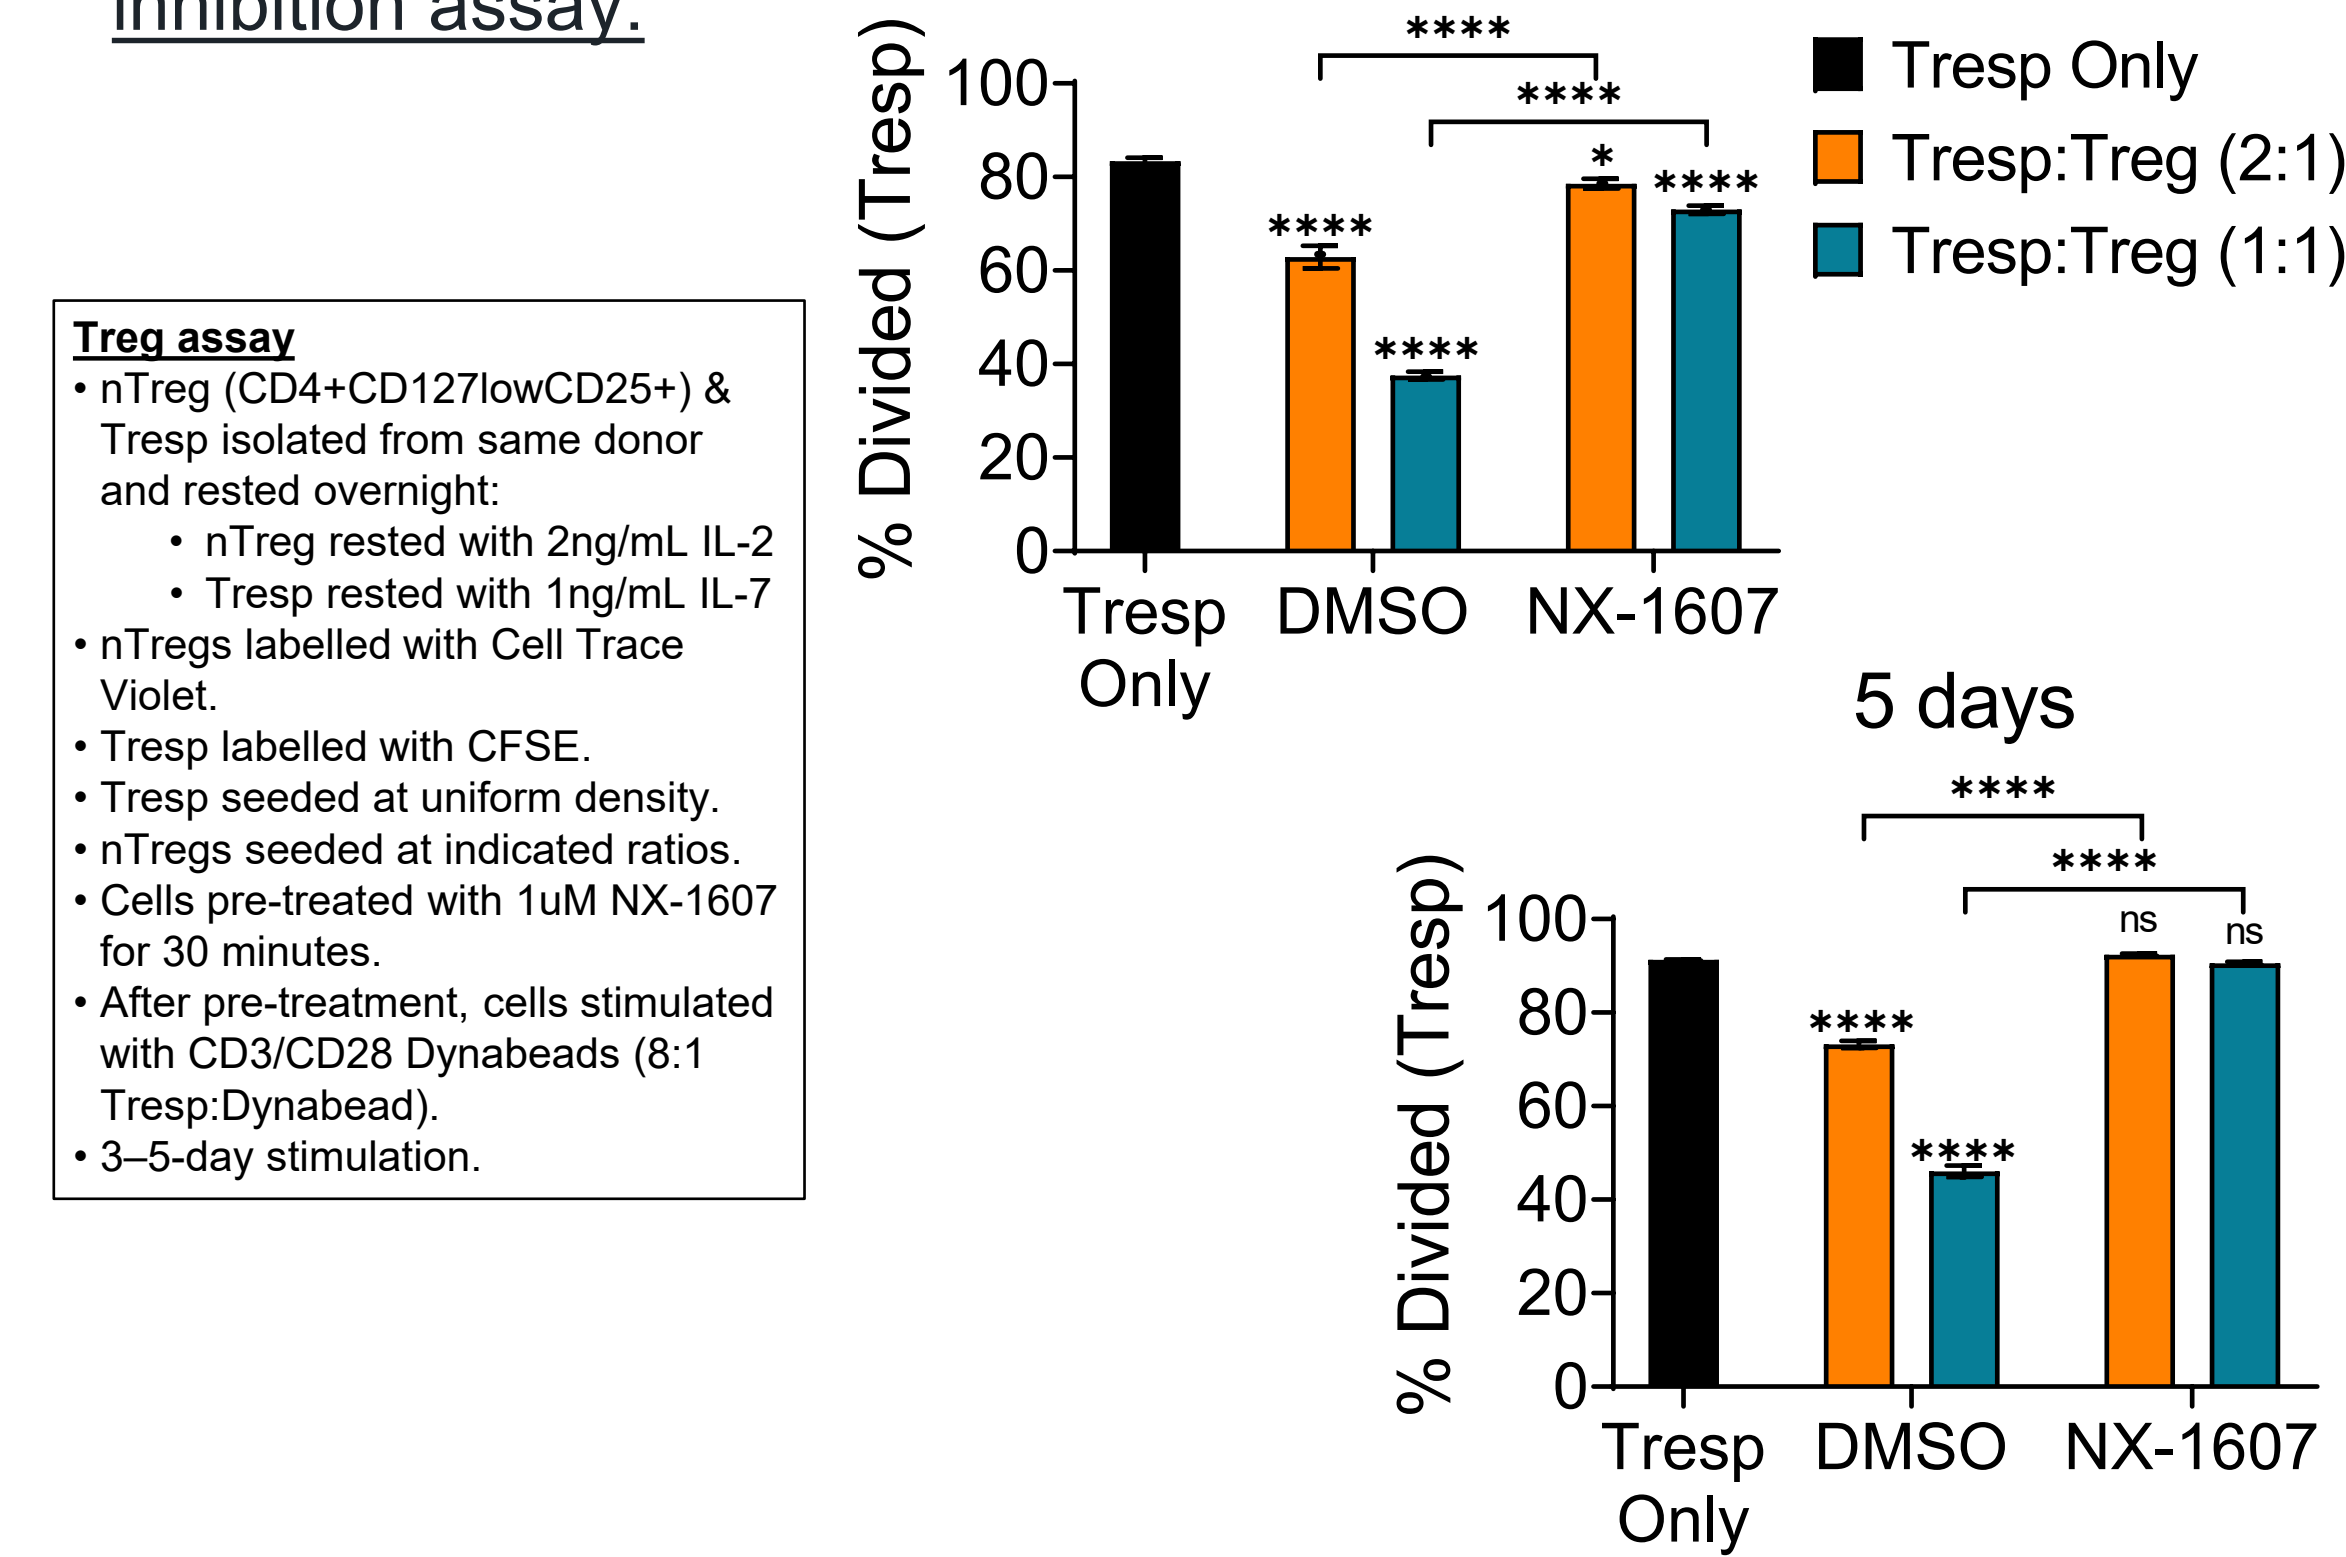 inhibition assay:
Treg assay
• nTreg (CD4+CD127lowCD25+) &
Tresp isolated from same donor
and rested overnight:
• nTreg rested with 2ng/mL IL-2
• Tresp rested with 1ng/mL IL-7
• nTregs labelled with Cell Trace
Violet.
• Tresp labelled with CFSE.
• Tresp seeded at uniform density.
• nTregs seeded at indicated ratios.
• Cells pre-treated with 1uM NX-1607
for 30 minutes.
• After pre-treatment, cells stimulated
with CD3/CD28 Dynabeads (8:1
Tresp:Dynabead).
• 3–5-day stimulation.
% Divided (Tresp)
100
80
60
40
20
0
****
****
****
****
*
****
Tresp
Only
DMSO
NX-1607
Tresp Only
Tresp:Treg (2:1)
Tresp:Treg (1:1)
5 days
% Divided (Tresp)
100
80
60
40
20
0
****
****
****
****
ns
ns
Tresp
Only
DMSO
NX-1607